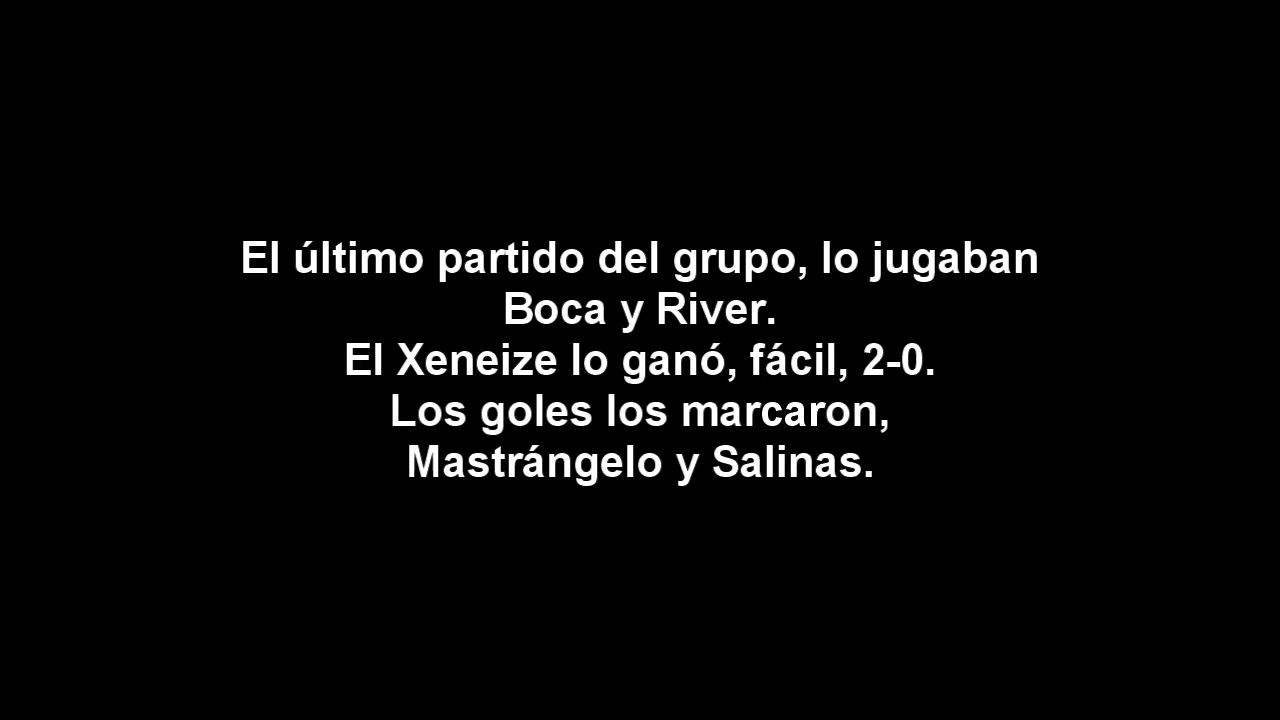 El último partido del grupo, lo jugaban
Boca y River.
El Xeneize lo ganó, fácil, 2-0.
Los goles los marcaron,
Mastrángelo y Salinas.